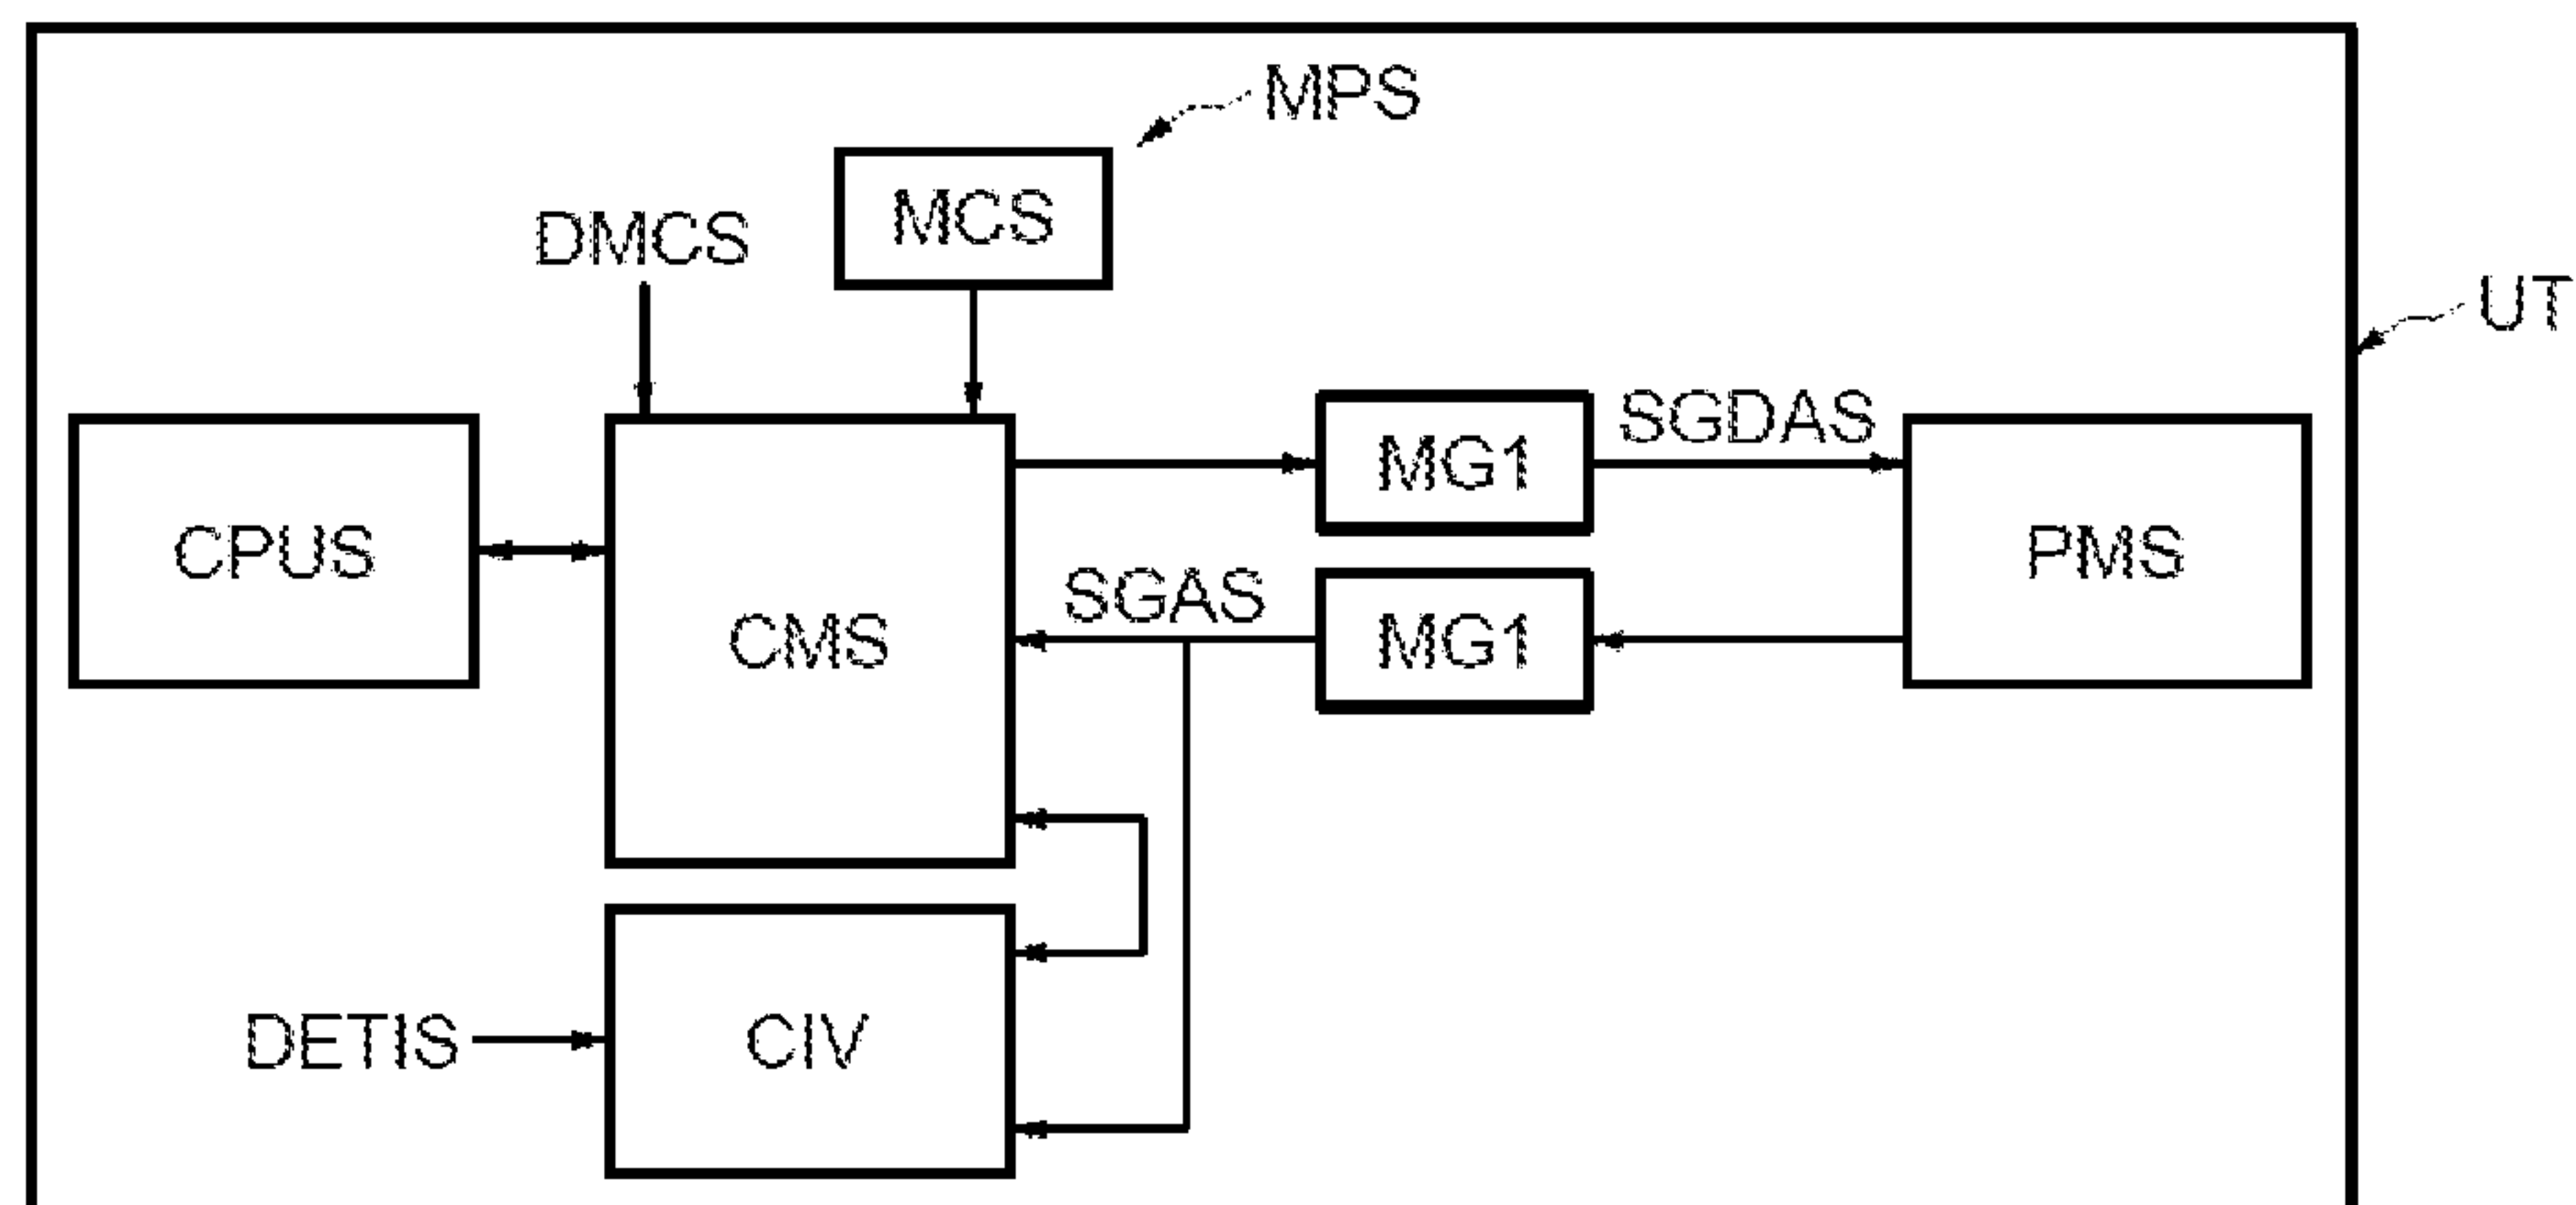 MPS
MCS
DMCS
UT
SGDAS
MG1
CPUS
PMS
SGAS
CMS
MG1
DETIS
CIV